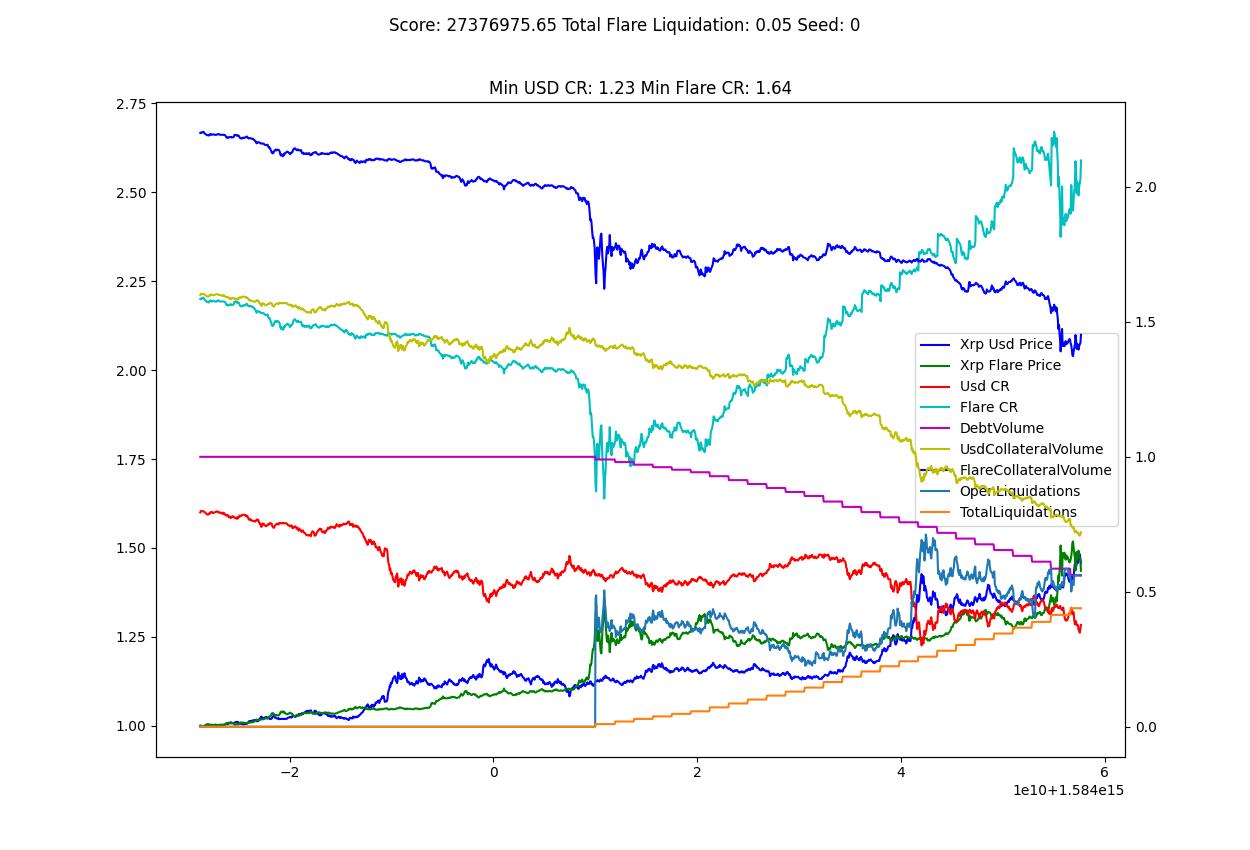 Score: 27376975.65 Total Flare Liquidation: 0.05 Seed: 0
Min USD CR: 1.23 Min Flare CR: 1.64
2.75
2.50
2.25
2.00
1.75
1.50
1.25
1.00
2.0
1.5
1.0
0.5
0.0
Xrp Usd Price
Xrp Flare Price
Usd CR
Flare CR
DebtVolume
UsdCollateralVolume
FlareCollateralVolume
OpenLiquidations
TotalLiquidations
−2
0
2
4
6
1e10+1.584e15